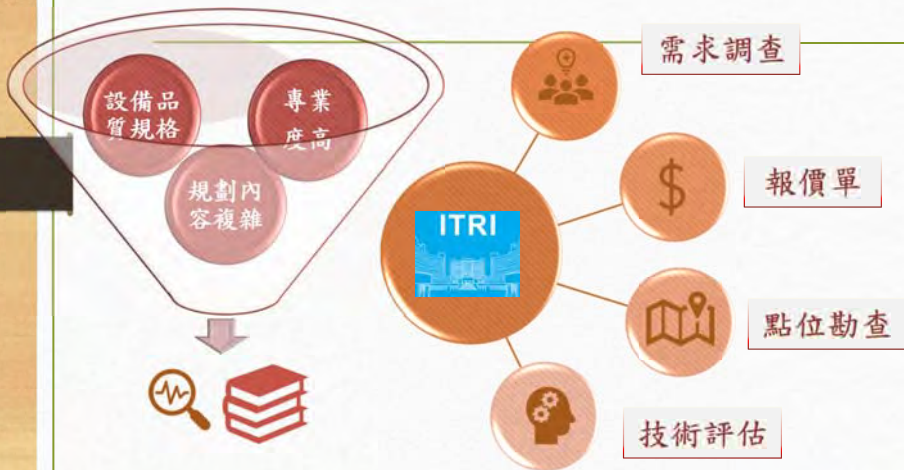 設備品
質規格
專業
度高
規劃內
容複雜
ITRI
需求調查
報價單
點位勘查
技術評估